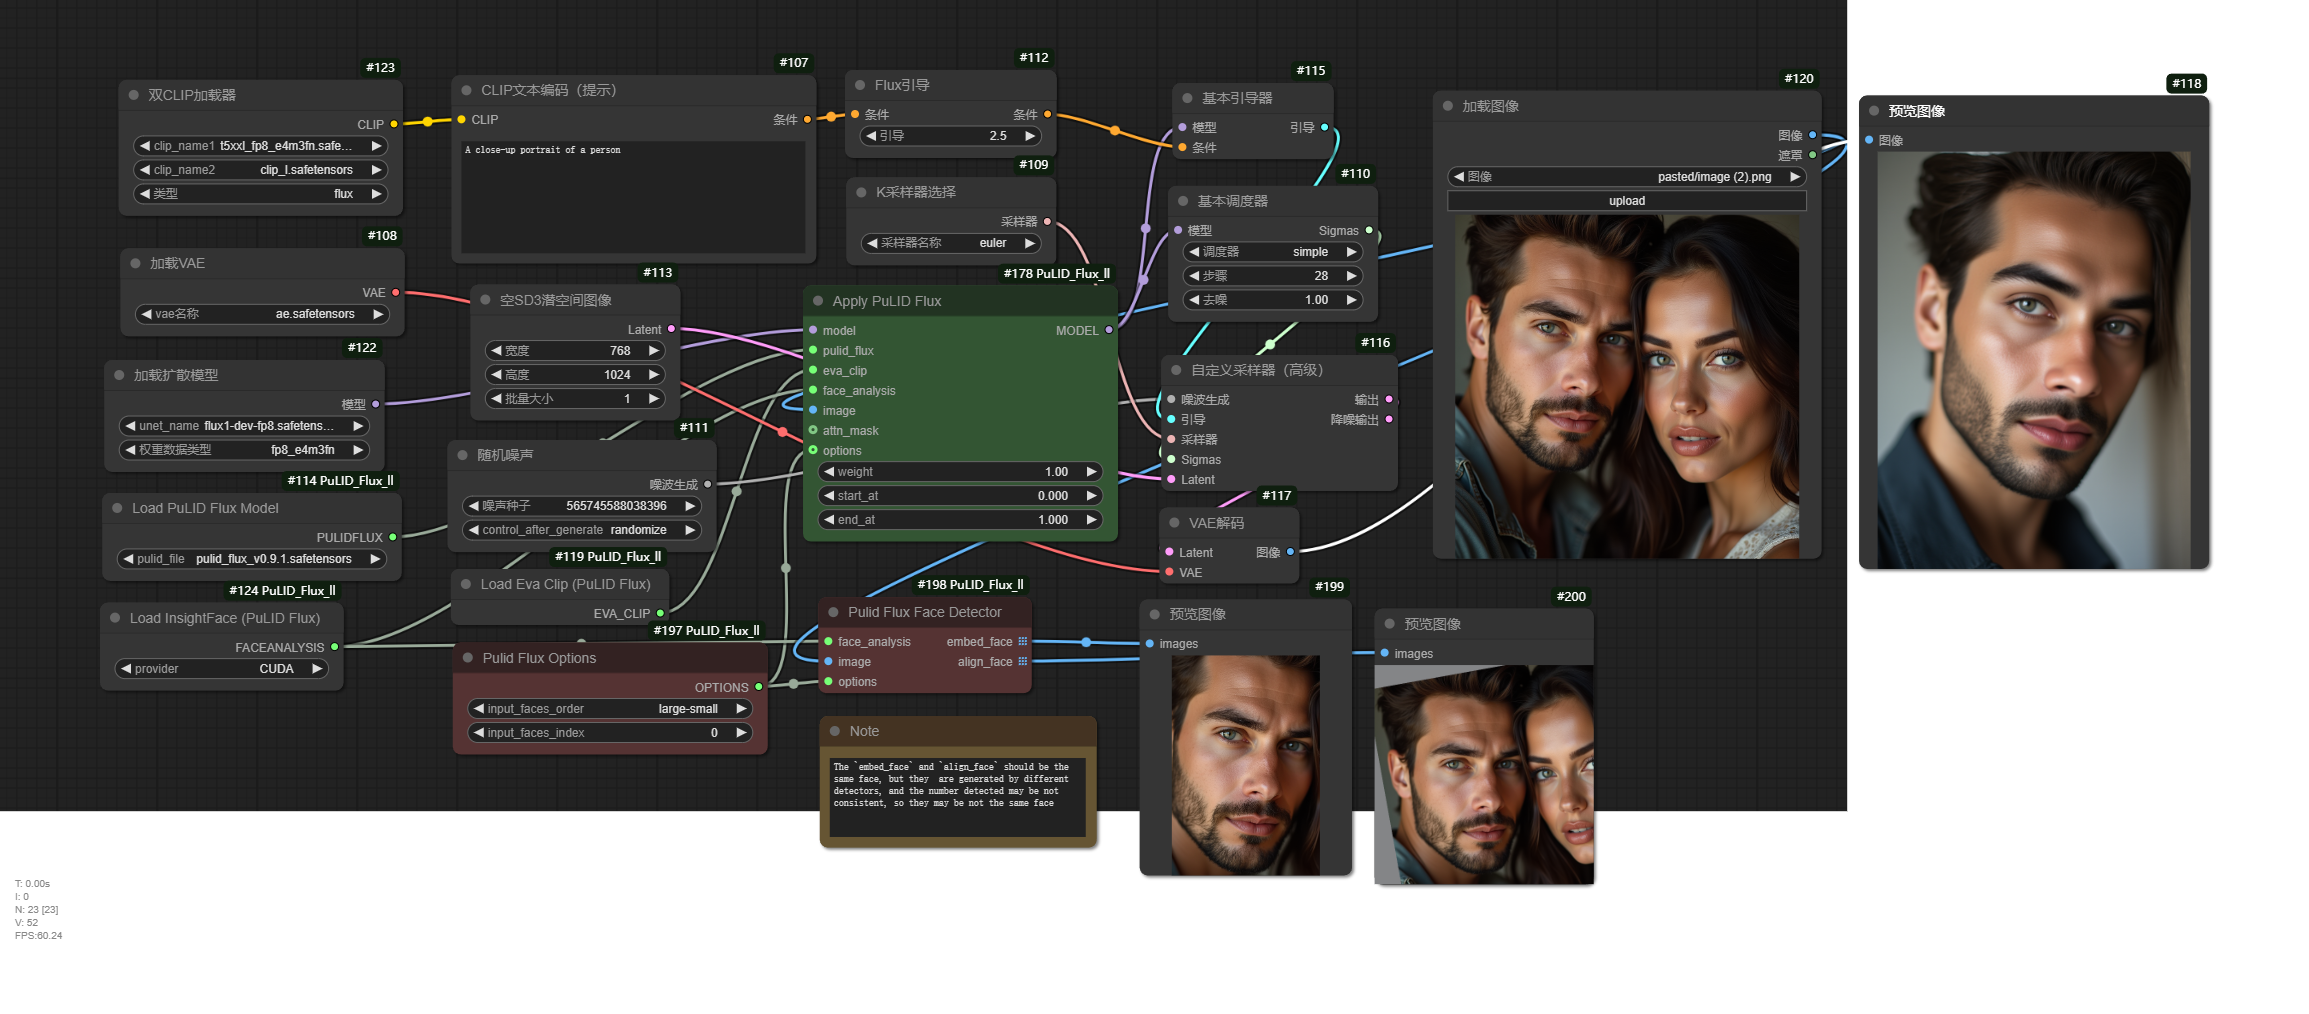 #123
双CLIP加载器
CLIP
clip_name1 t5xxl_fp8_e4m3fn.safe...
clip_name2 clip_l.safetensors
类型 flux
#107
CLIP文本编码（提示）
CLIP 条件
A close-up portrait of a person
#112
Flux引导
条件 条件
引导 2.5
#109
K采样器选择
采样器
采样器名称 euler
#115
基本引导器
模型 引导
条件
#110
基本调度器
模型 Sigmas
调度器 simple
步骤 28
去噪 1.00
#120
加载图像
图像
遮罩
图像 pasted/image (2).png
upload
#118
预览图像
图像
#108
加载VAE
VAE
vae名称 ae.safetensors
#113
空SD3潜空间图像
Latent
宽度 768
高度 1024
批量大小 1
#178 PuLID_Flux_ll
Apply PuLID Flux
model MODEL
pulid_flux
eva_clip
face_analysis
image
attn_mask
options
weight 1.00
start_at 0.000
end_at 1.000
#116
自定义采样器（高级）
噪波生成 输出
引导 降噪输出
采样器
Sigmas
Latent
#122
加载扩散模型
模型
unet_name flux1-dev-fp8.safetens...
权重数据类型 fp8_e4m3fn
#111
随机噪声
噪波生成
噪声种子 565745588038396
control_after_generate randomize
#117
VAE解码
Latent 图像
VAE
#114 PuLID_Flux_ll
Load PuLID Flux Model
PULIDFLUX
pulid_file pulid_flux_v0.9.1.safetensors
#119 PuLID_Flux_ll
Load Eva Clip (PuLID Flux)
EVA_CLIP
#124 PuLID_Flux_ll
Load InsightFace (PuLID Flux)
FACEANALYSIS
provider CUDA
#197 PuLID_Flux_ll
Pulid Flux Options
OPTIONS
input_faces_order large-small
input_faces_index 0
#198 PuLID_Flux_ll
Pulid Flux Face Detector
face_analysis embed_face
image align_face
options
#199
预览图像
images
#200
预览图像
images
Note
The `embed_face` and `align_face` should be the
same face, but they  are generated by different
detectors, and the number detected may be not
consistent, so they may be not the same face
T: 0.00s
I: 0
N: 23 [23]
V: 52
FPS:60.24